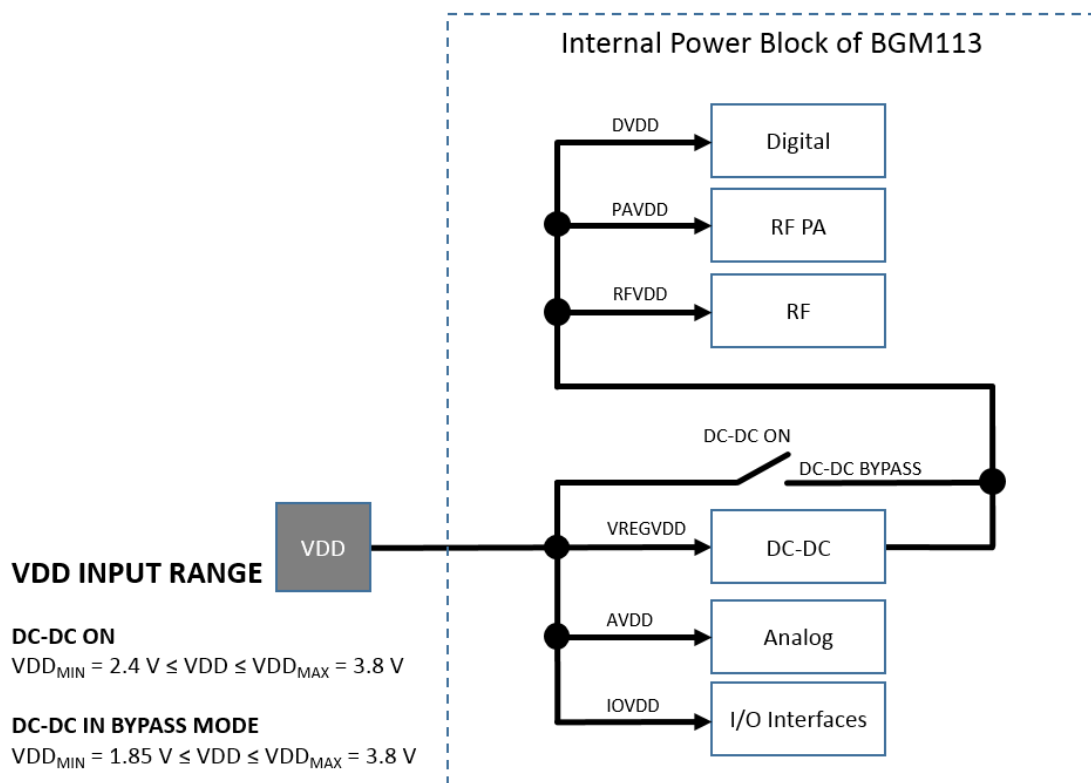 Internal Power Block of BGM113
DVDD
Digital
PAVDD
RF PA
RFVDD
RF
DC-DC ON
DC-DC BYPASS
VDD
VREGVDD
DC-DC
VDD INPUT RANGE
AVDD
Analog
DC-DC ON
VDDMIN = 2.4 V ≤ VDD ≤ VDDMAX = 3.8 V
IOVDD
I/O Interfaces
DC-DC IN BYPASS MODE
VDDMIN = 1.85 V ≤ VDD ≤ VDDMAX = 3.8 V